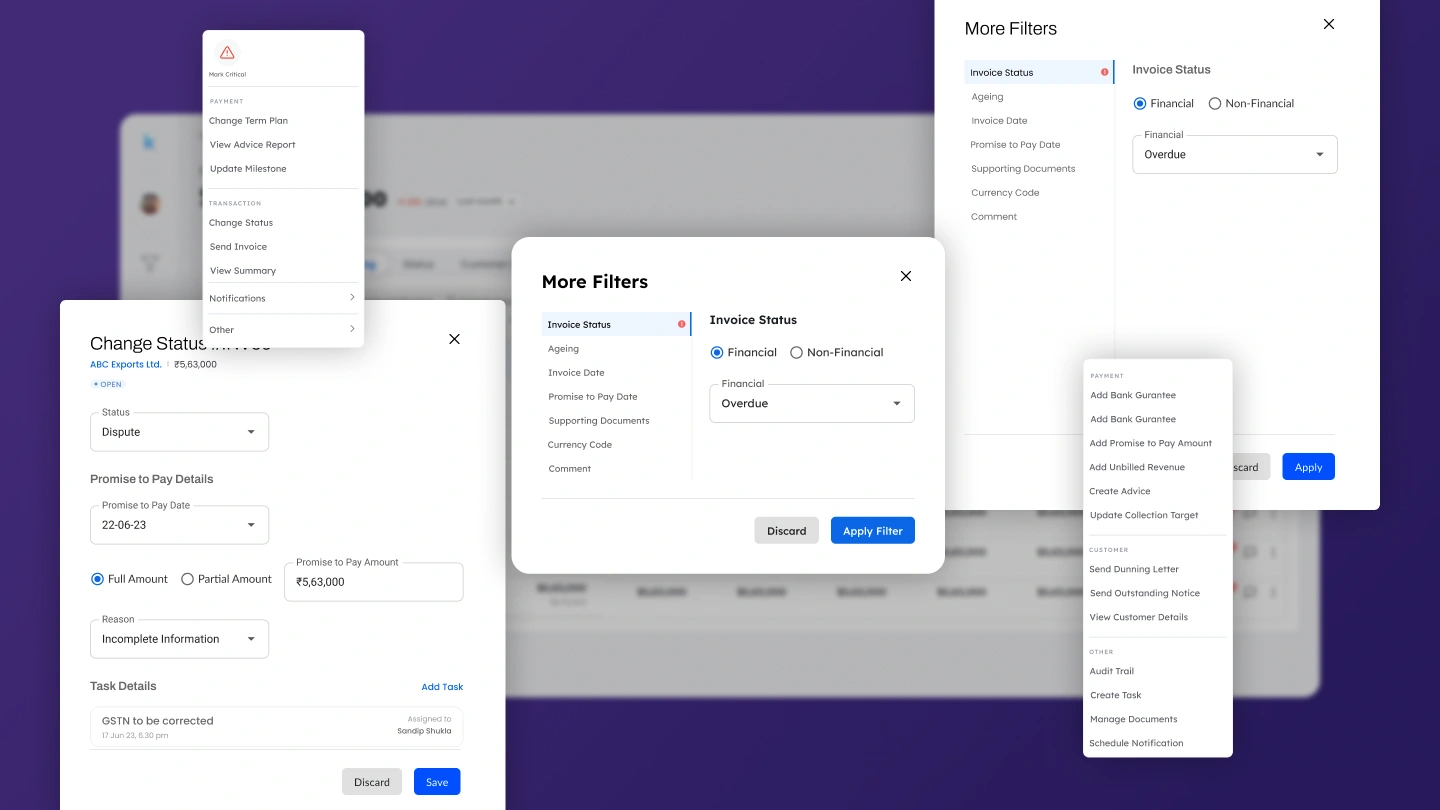 Mark Critical
PAYMENT
Change Term Plan
View Advice Report
Update Milestone
TRANSACTION
Change Status
Send Invoice
View Summary
Notifications
Other
Change Status
ABC Exports Ltd. | ₹5,63,000
• OPEN
Status
Dispute
Promise to Pay Details
Promise to Pay Date
22-06-23
Full Amount
Partial Amount
Promise to Pay Amount
₹5,63,000
Reason
Incomplete Information
Task Details
Add Task
GSTN to be corrected
17 Jun 23, 6.30 pm
Assigned to
Sandip Shukla
Discard
Save
More Filters
Invoice Status
Ageing
Invoice Date
Promise to Pay Date
Supporting Documents
Currency Code
Comment
Invoice Status
Financial
Non-Financial
Financial
Overdue
Discard
Apply Filter
More Filters
Invoice Status
Ageing
Invoice Date
Promise to Pay Date
Supporting Documents
Currency Code
Comment
Invoice Status
Financial
Non-Financial
Financial
Overdue
scard
Apply
PAYMENT
Add Bank Gurantee
Add Bank Gurantee
Add Promise to Pay Amount
Add Unbilled Revenue
Create Advice
Update Collection Target
CUSTOMER
Send Dunning Letter
Send Outstanding Notice
View Customer Details
OTHER
Audit Trail
Create Task
Manage Documents
Schedule Notification